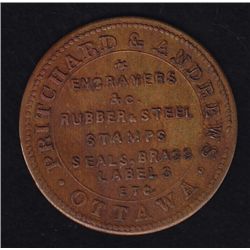 PRITCHARD & ANDREWS
&
ENGRAVERS
&C.
RUBBER & STEEL
STAMPS
SEALS, BRASS
LABELS
ETC
OTTAWA